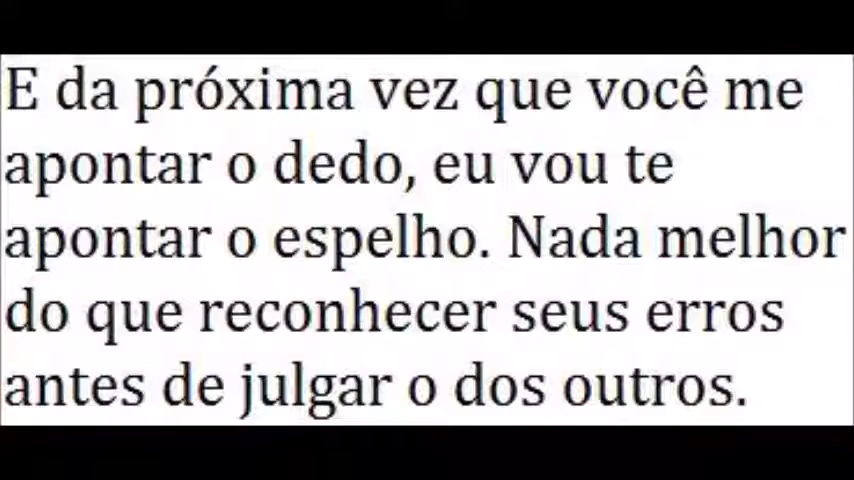 E da próxima vez que você me
apontar o dedo, eu vou te
apontar o espelho. Nada melhor
do que reconhecer seus erros
antes de julgar o dos outros.